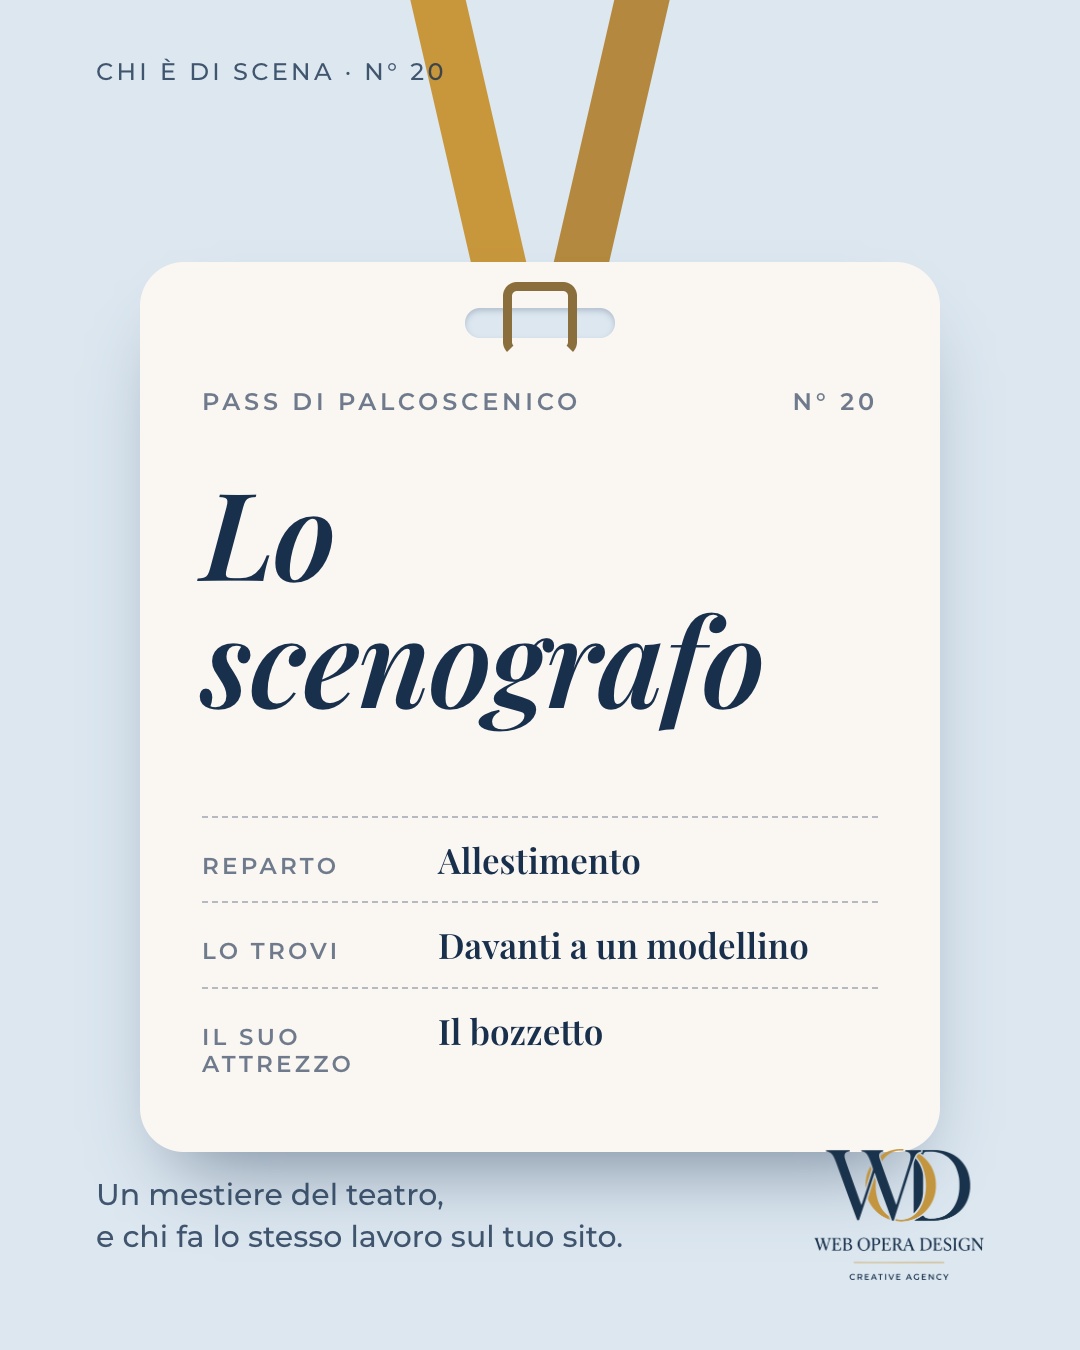 CHI È DI SCENA · N° 20
PASS DI PALCOSCENICO
N° 20
Lo
scenografo
REPARTO
Allestimento
LO TROVI
Davanti a un modellino
IL SUO
ATTREZZO
Il bozzetto
Un mestiere del teatro,
e chi fa lo stesso lavoro sul tuo sito.
WOD
WEB OPERA DESIGN
CREATIVE AGENCY